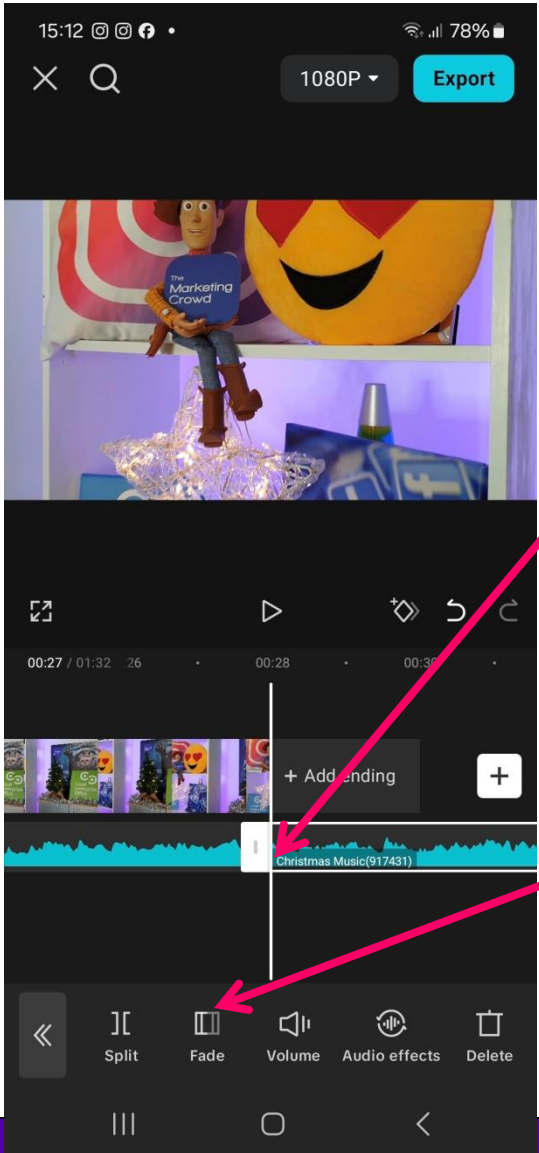 15:12 78%
1080P Export
The
Marketing
Crowd
00:27 / 01:32 26 00:28 00:30
+ Add ending +
Christmas Music(917431)
Split Fade Volume Audio effects Delete